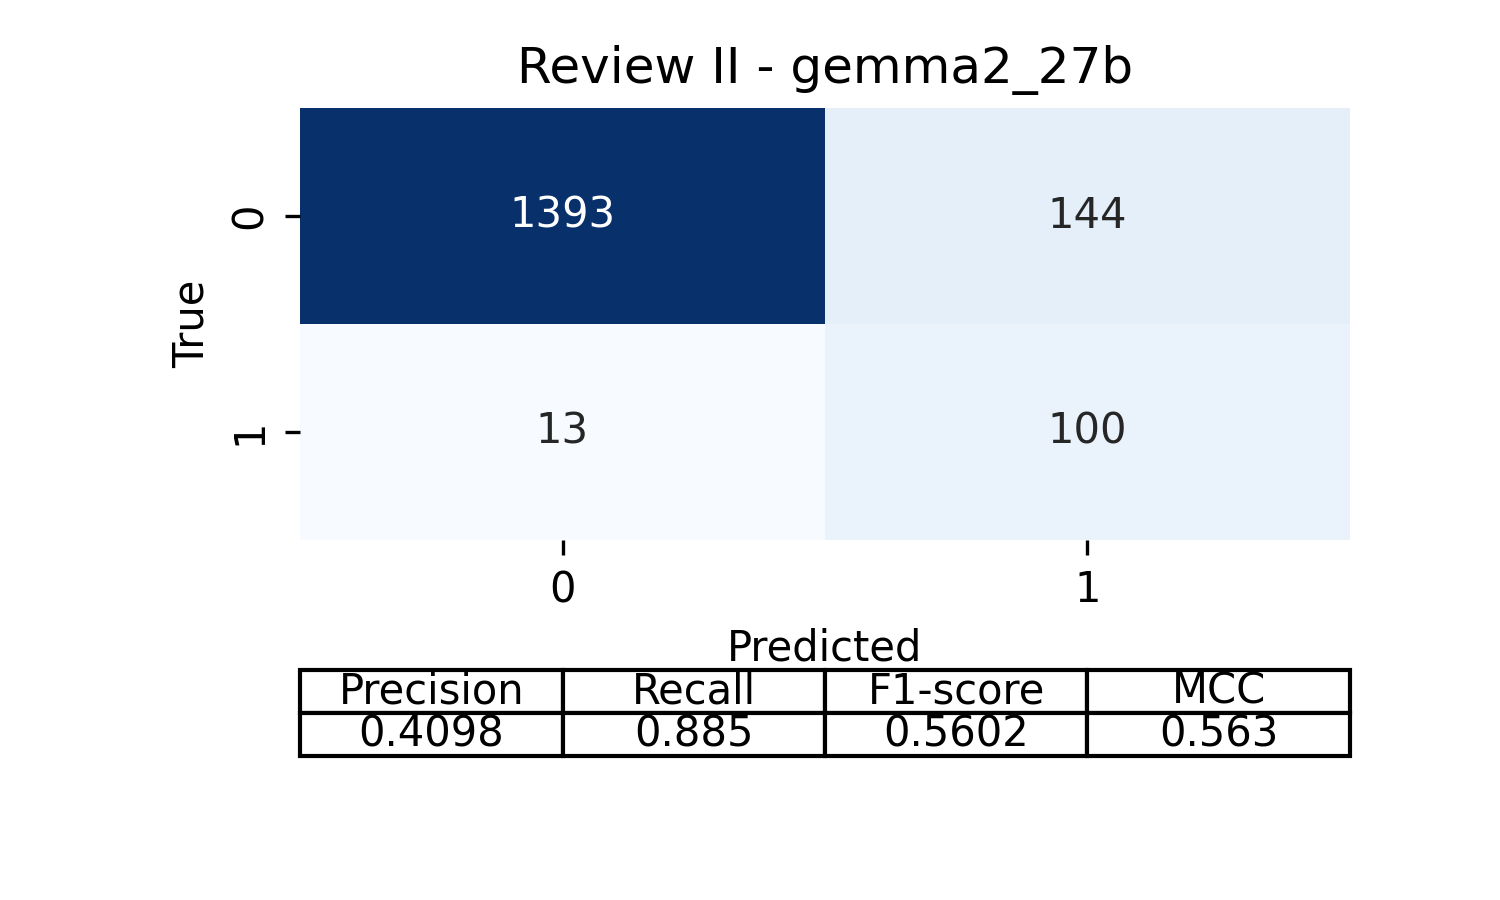 Review II - gemma2_27b
1393 144
0
True
13 100
1
0 1
Predicted
Precision Recall F1-score MCC
0.4098 0.885 0.5602 0.563